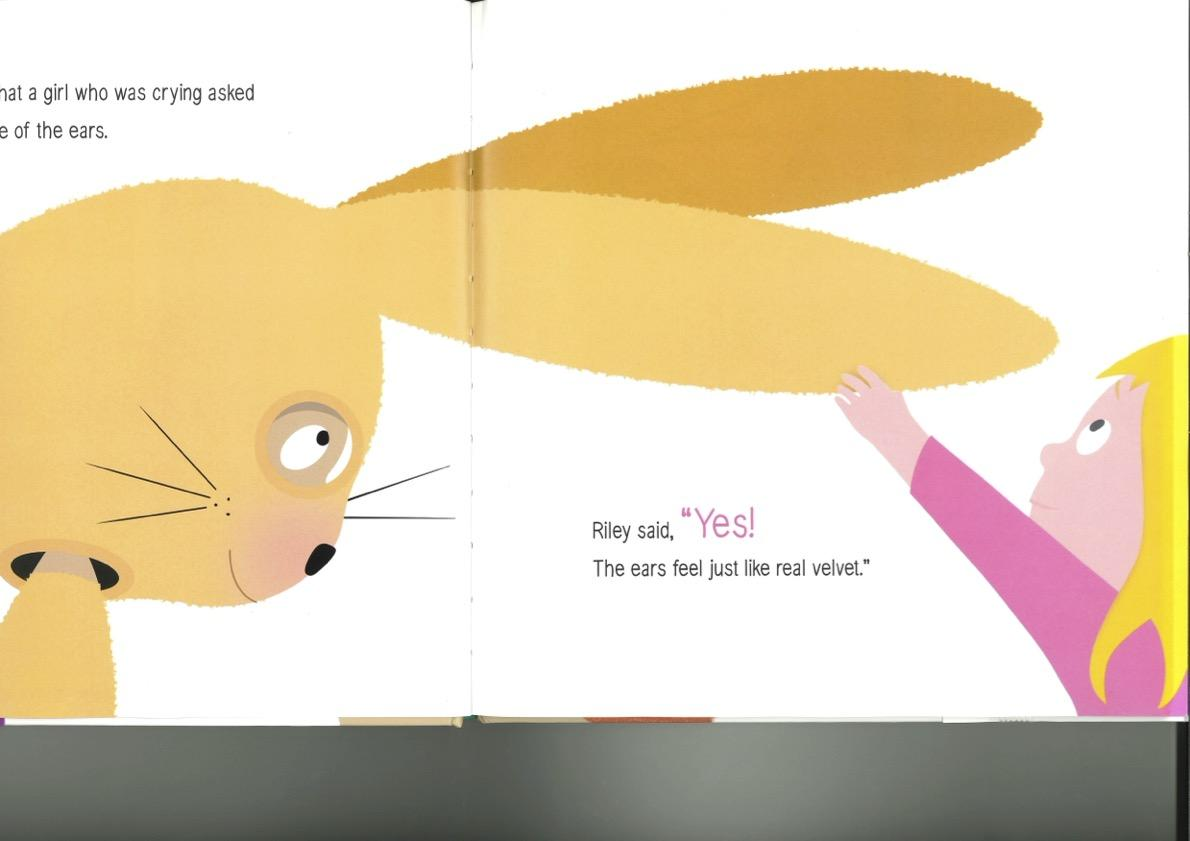 hat a girl who was crying asked
e of the ears.
Riley said, “Yes!
The ears feel just like real velvet.”